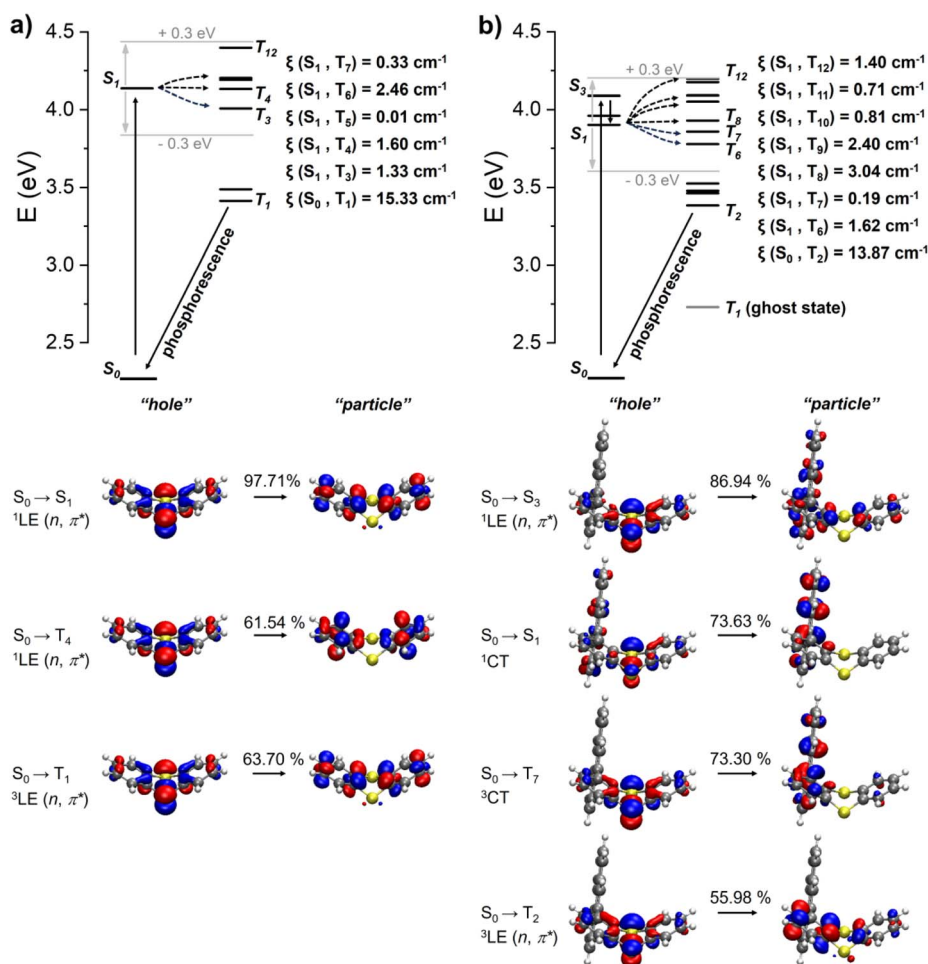 a)
E (eV)
4.5
4.0
3.5
3.0
2.5
+ 0.3 eV
- 0.3 eV
S1
S0
T12
T4
T3
T1
phosphorescence
ξ (S1 , T7) = 0.33 cm-1
ξ (S1 , T6) = 2.46 cm-1
ξ (S1 , T5) = 0.01 cm-1
ξ (S1 , T4) = 1.60 cm-1
ξ (S1 , T3) = 1.33 cm-1
ξ (S0 , T1) = 15.33 cm-1
b)
E (eV)
4.5
4.0
3.5
3.0
2.5
+ 0.3 eV
- 0.3 eV
S3
S1
S0
T12
T8
T7
T6
T2
T1 (ghost state)
phosphorescence
ξ (S1 , T12) = 1.40 cm-1
ξ (S1 , T11) = 0.71 cm-1
ξ (S1 , T10) = 0.81 cm-1
ξ (S1 , T9) = 2.40 cm-1
ξ (S1 , T8) = 3.04 cm-1
ξ (S1 , T7) = 0.19 cm-1
ξ (S1 , T6) = 1.62 cm-1
ξ (S0 , T2) = 13.87 cm-1
“hole”
“particle”
S0 → S1
1LE (n, π*)
97.71%
S0 → T4
1LE (n, π*)
61.54 %
S0 → T1
3LE (n, π*)
63.70 %
“hole”
“particle”
S0 → S3
1LE (n, π*)
86.94 %
S0 → S1
1CT
73.63 %
S0 → T7
3CT
73.30 %
S0 → T2
3LE (n, π*)
55.98 %